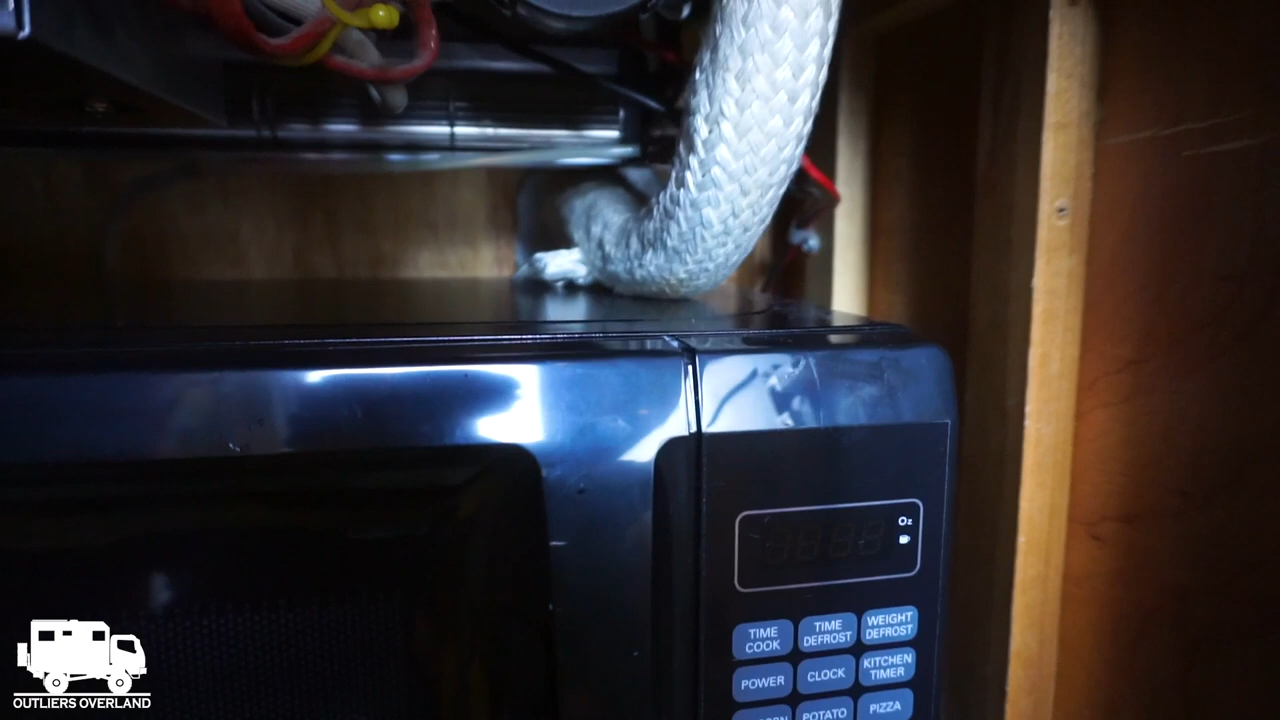 Oz
TIME COOK
TIME DEFROST
WEIGHT DEFROST
POWER
CLOCK
KITCHEN TIMER
POTATO
PIZZA
OUTLIERS OVERLAND